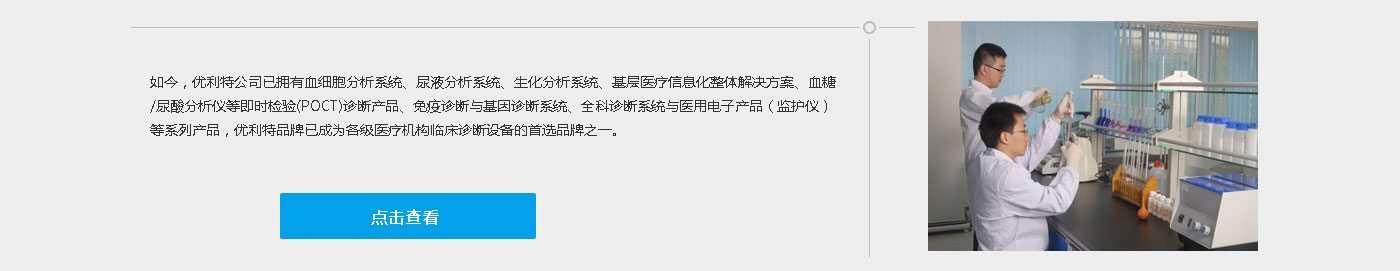 如今，优利特公司已拥有血细胞分析系统、尿液分析系统、生化分析系统、基层医疗信息化整体解决方案、血糖
/尿酸分析仪等即时检验(POCT)诊断产品、免疫诊断与基因诊断系统、全科诊断系统与医用电子产品（监护仪）
等系列产品，优利特品牌已成为各级医疗机构临床诊断设备的首选品牌之一。
点击查看